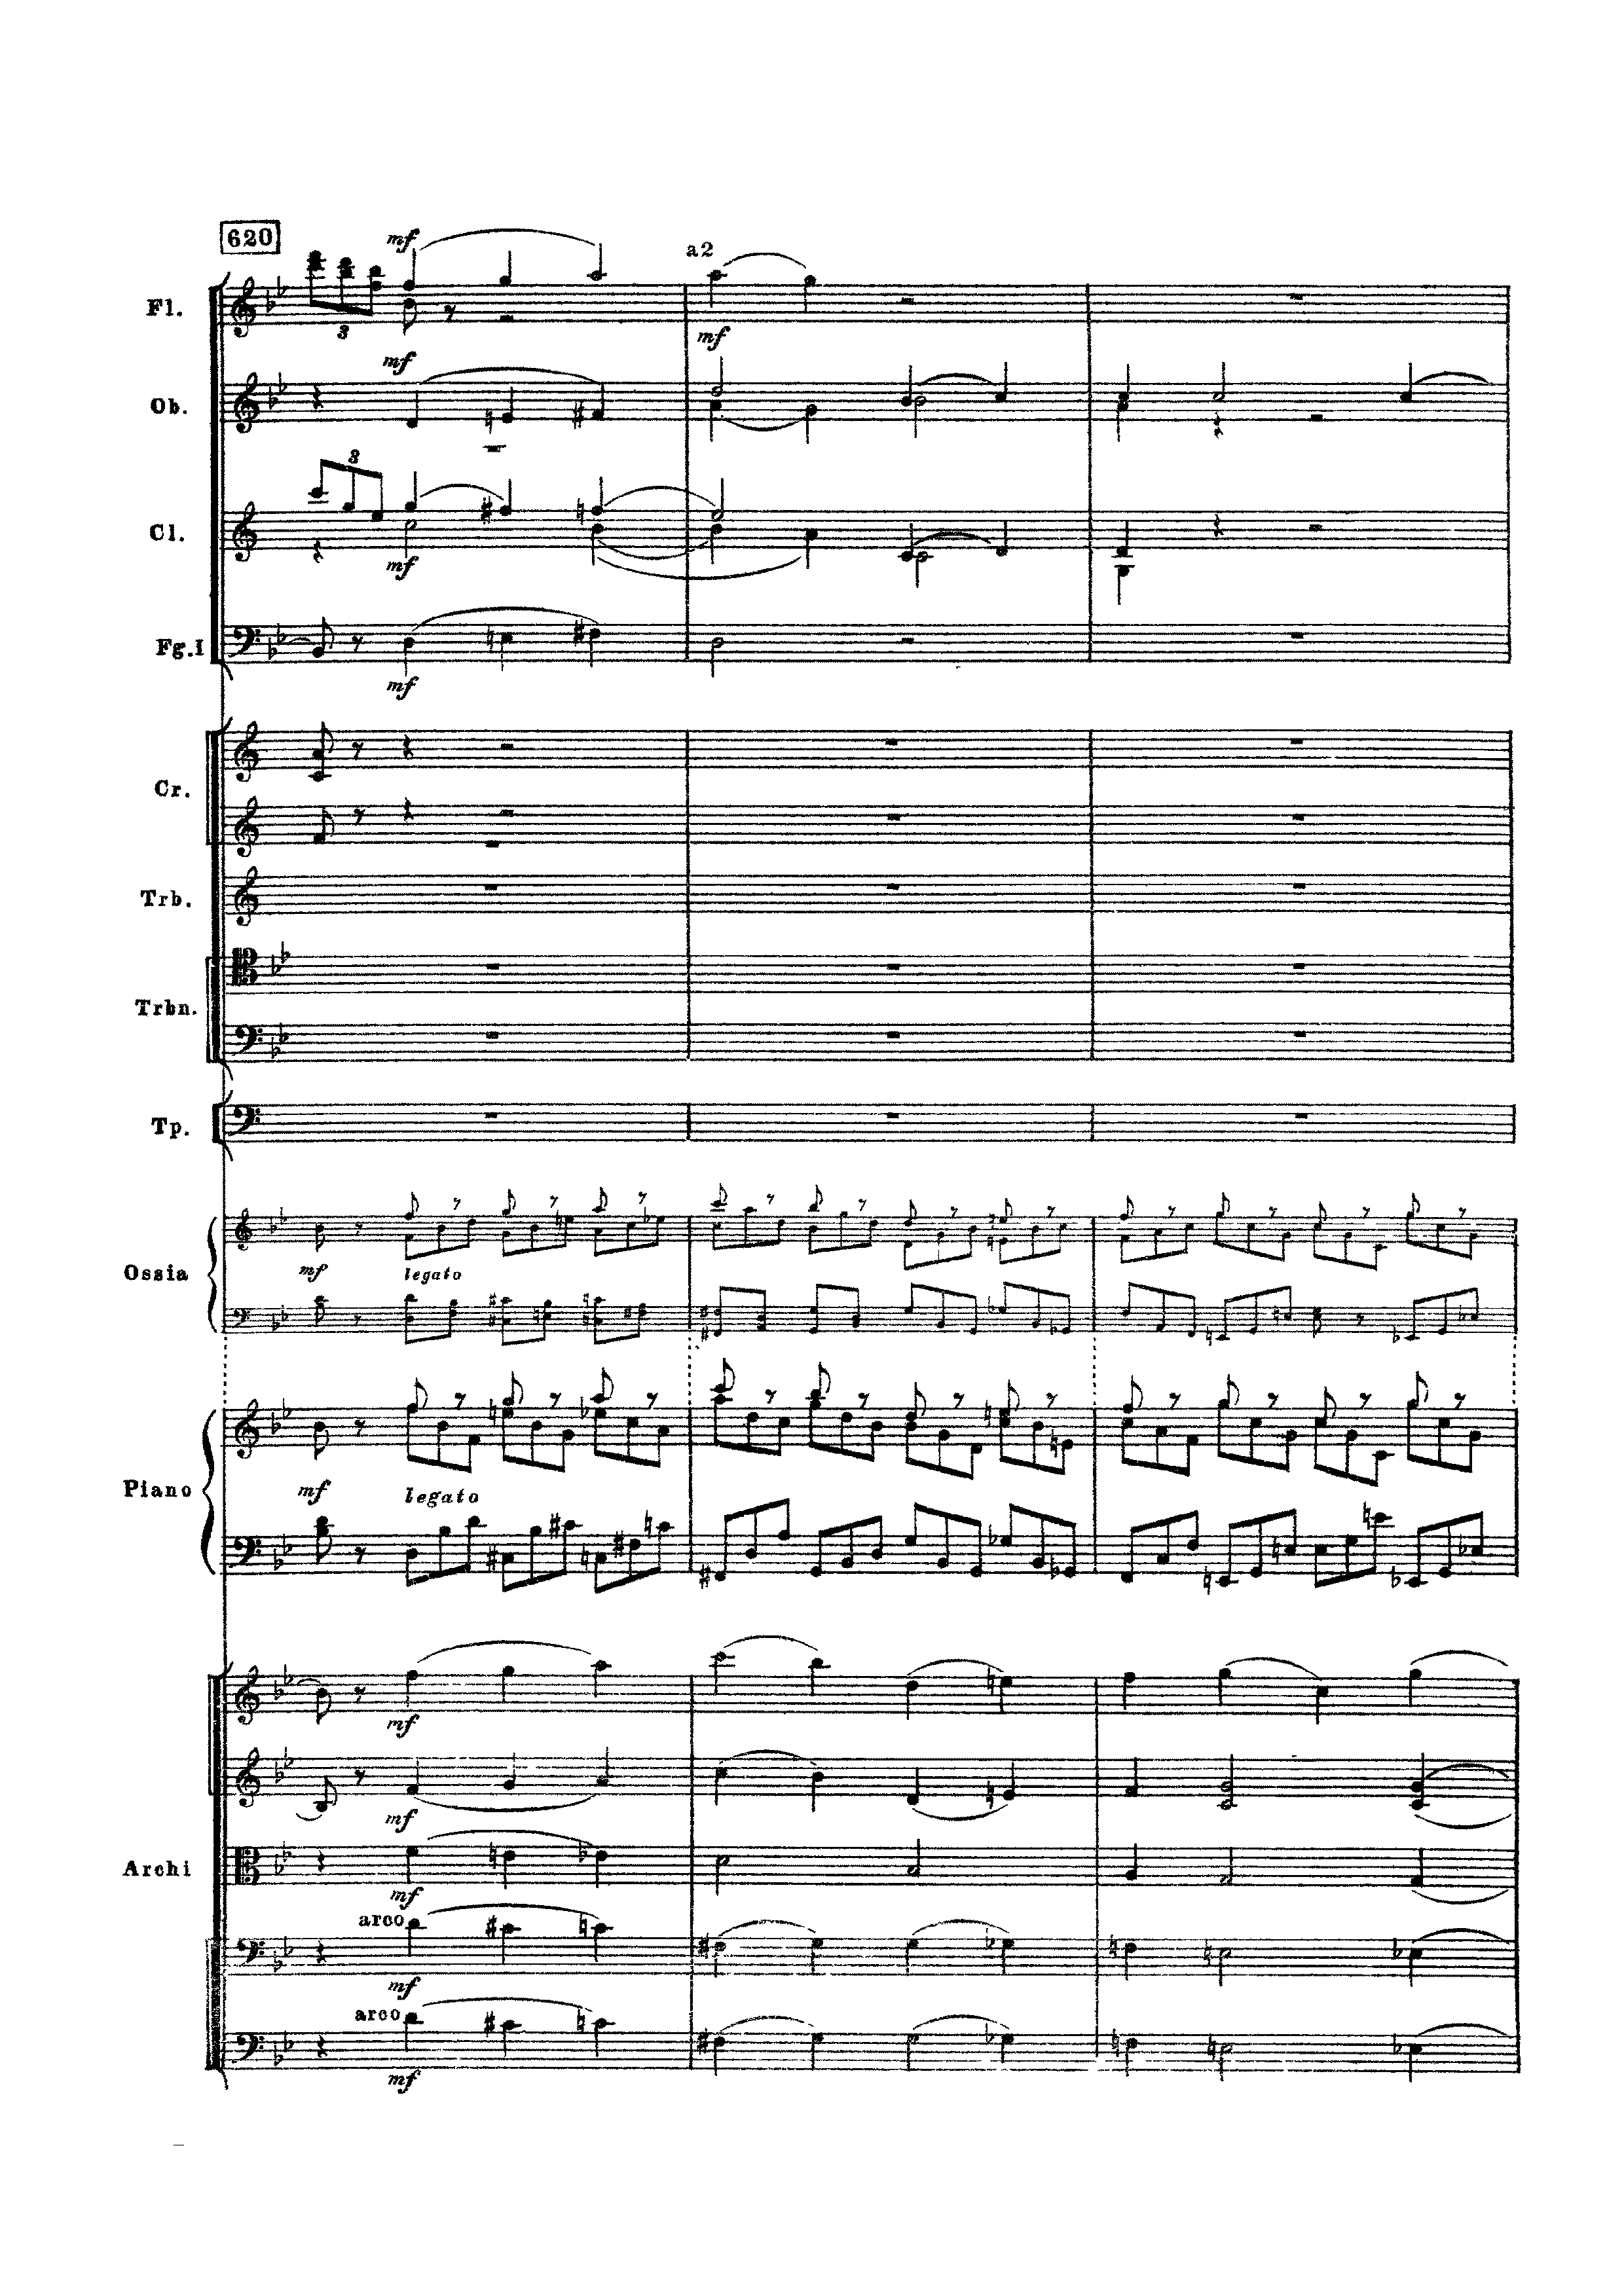 620
mf
a2
Fl.
3
mf
mf
Ob.
3
Cl.
mf
Fg.I
mf
Cr.
Trb.
Trbn.
Tp.
Ossia
mf
legato
Piano
mf
legato
mf
mf
Archi
mf
arco
mf
arco
mf